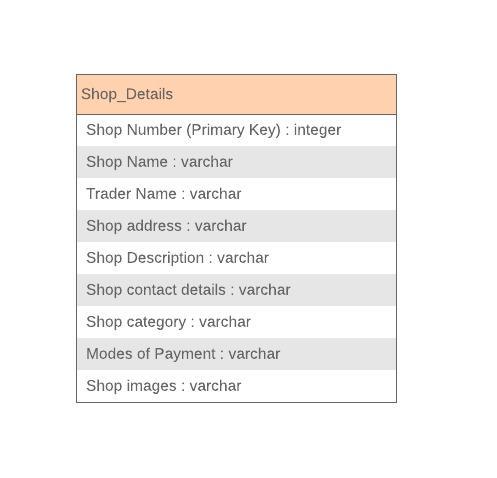 Shop_Details
Shop Number (Primary Key) : integer
Shop Name : varchar
Trader Name : varchar
Shop address : varchar
Shop Description : varchar
Shop contact details : varchar
Shop category : varchar
Modes of Payment : varchar
Shop images : varchar